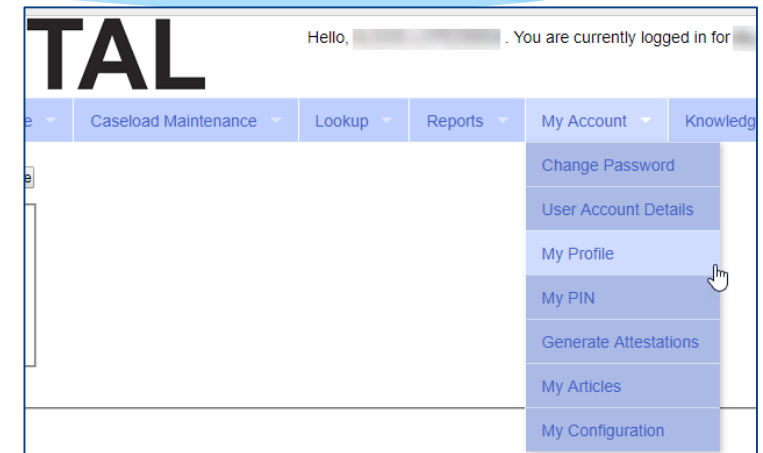 TAL
Hello, . You are currently logged in for
e Caseload Maintenance Lookup Reports My Account Knowledg
e
Change Password
User Account Details
My Profile
My PIN
Generate Attestations
My Articles
My Configuration